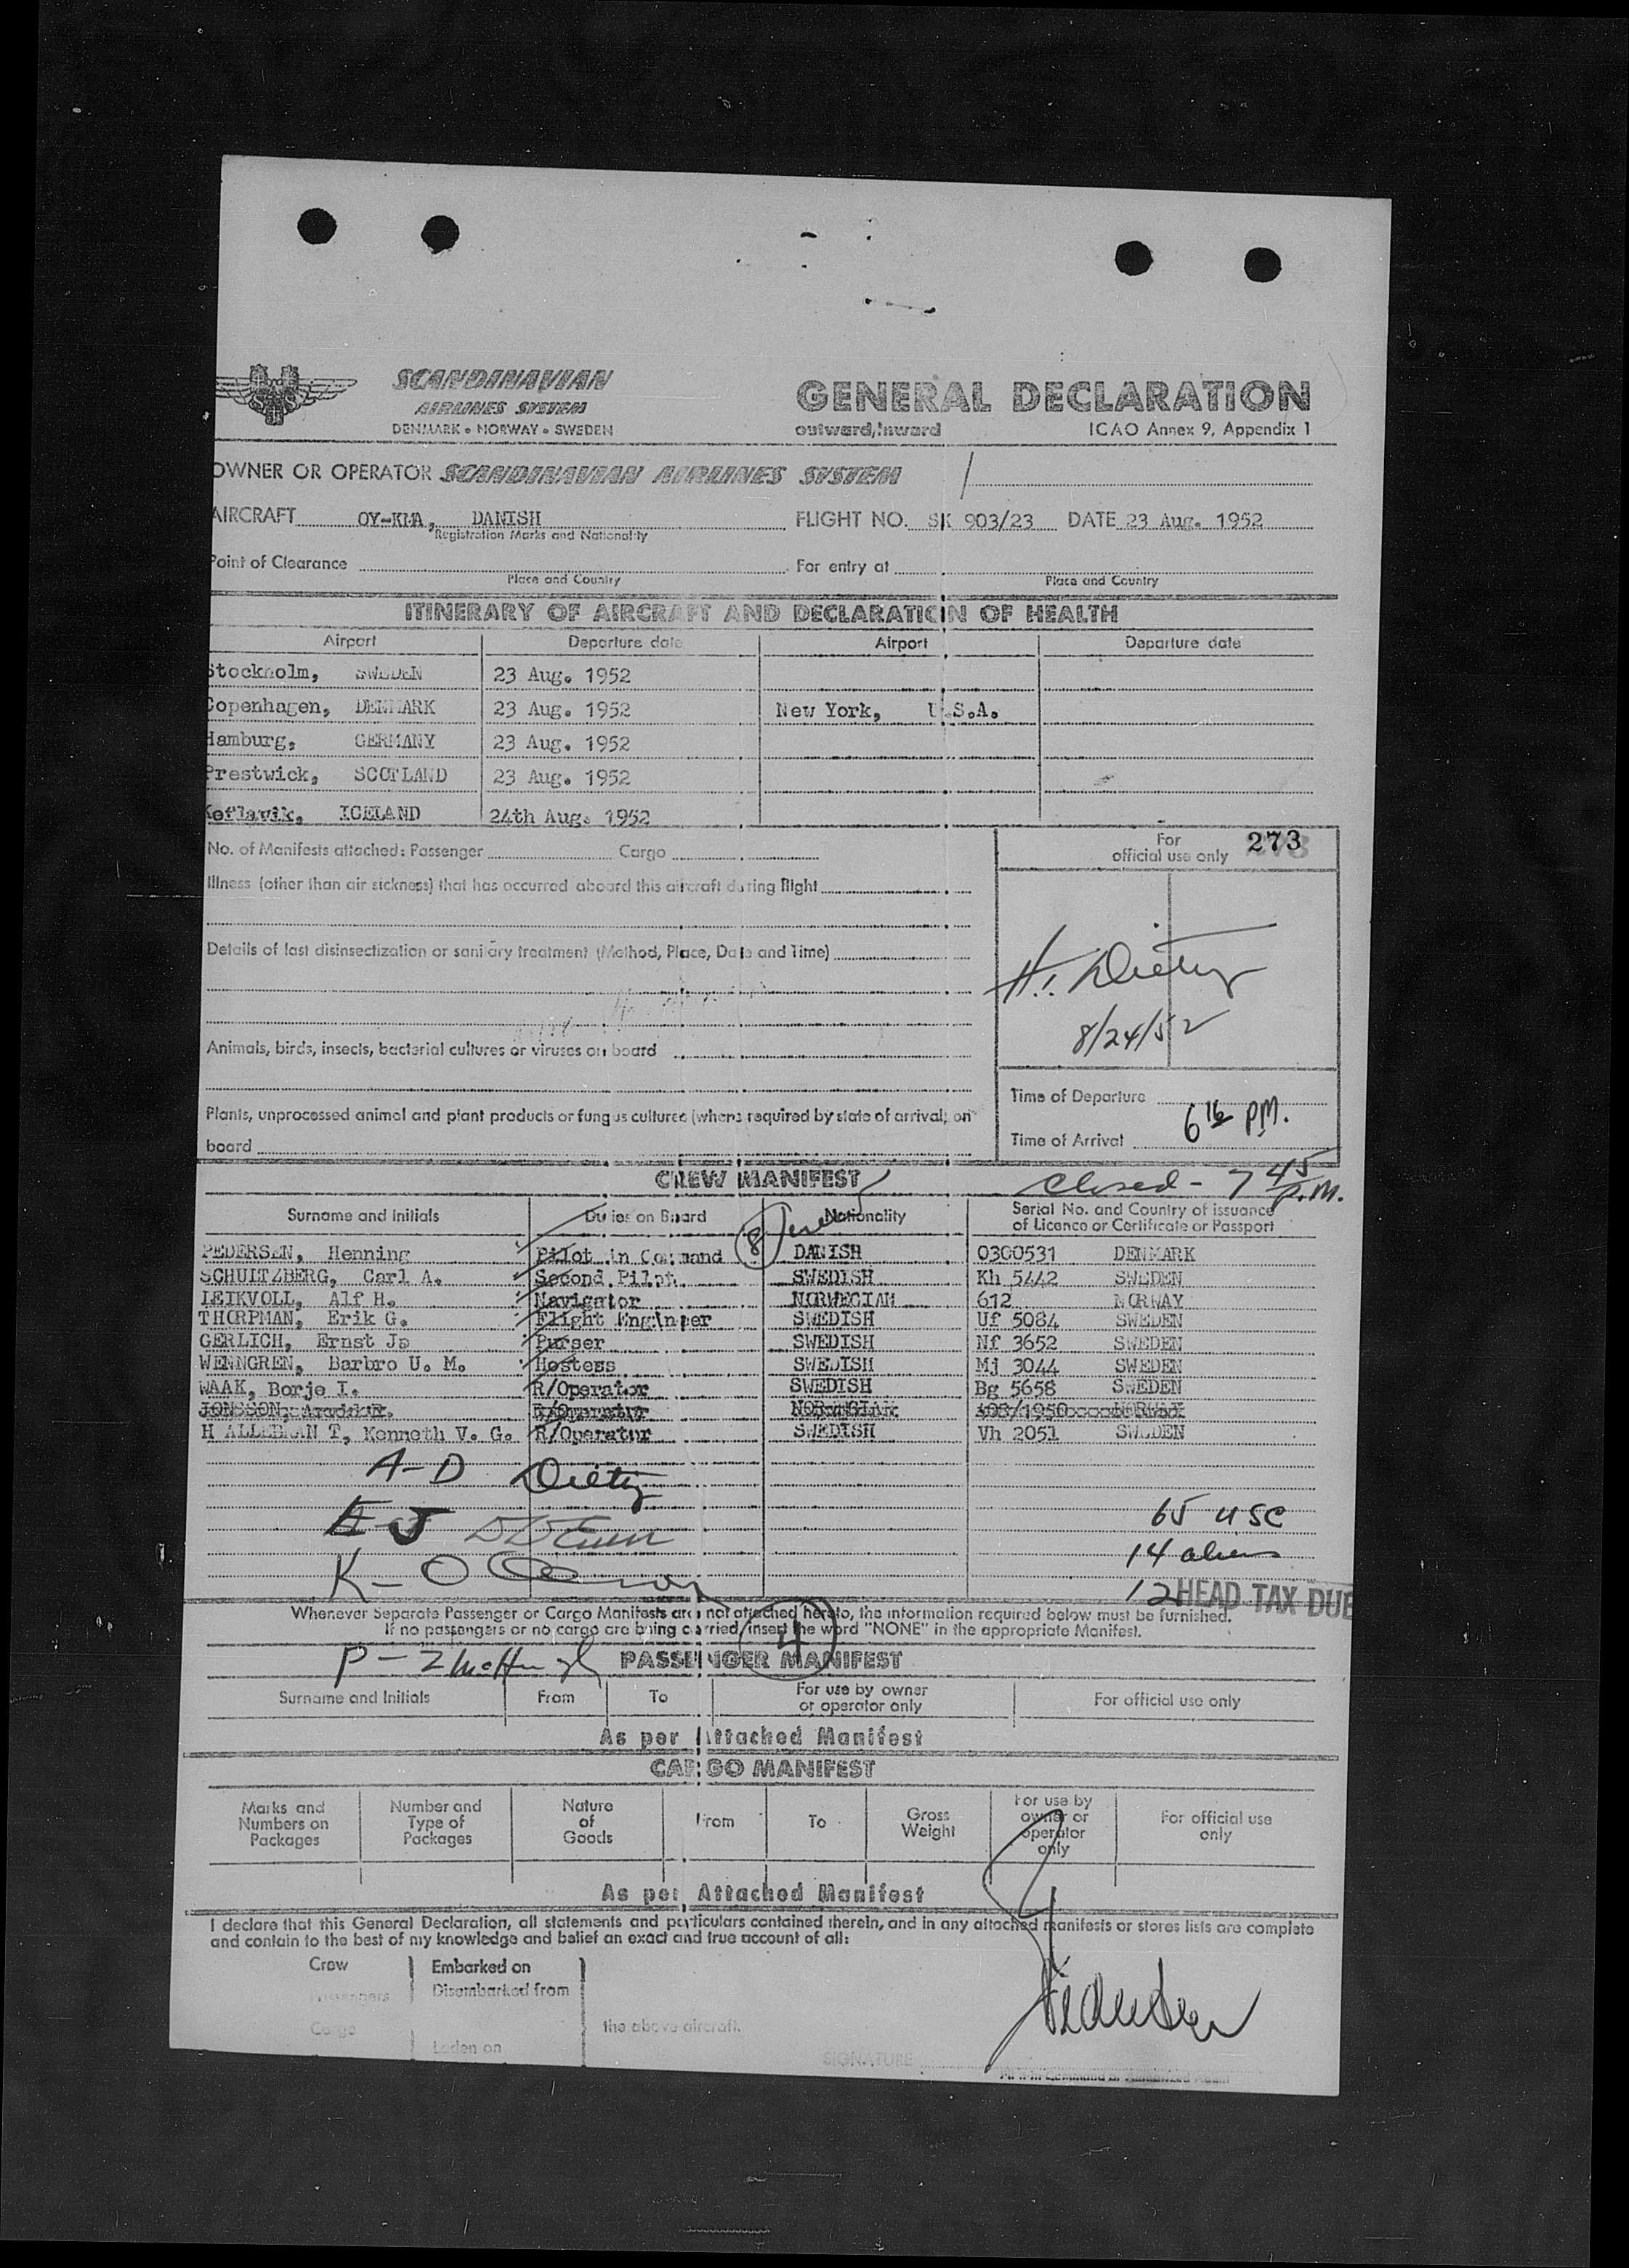 SCANDINAVIAN
AIRLINES SYSTEM
DENMARK • NORWAY • SWEDEN
GENERAL DECLARATION
outward/inward
ICAO Annex 9, Appendix 1
OWNER OR OPERATOR SCANDINAVIAN AIRLINES SYSTEM
AIRCRAFT OY-KMA, DANISH FLIGHT NO. SK 903/23 DATE 23 Aug. 1952
Registration Marks and Nationality
Point of Clearance For entry at
Place and Country Place and Country
ITINERARY OF AIRCRAFT AND DECLARATION OF HEALTH
Airport Departure date Airport Departure date
Stockholm, SWEDEN 23 Aug. 1952
Copenhagen, DENMARK 23 Aug. 1952 New York, U.S.A.
Hamburg, GERMANY 23 Aug. 1952
Prestwick, SCOTLAND 23 Aug. 1952
Keflavik, ICELAND 24th Aug. 1952
No. of Manifests attached: Passenger Cargo
For official use only 273
Illness (other than air sickness) that has occurred aboard this aircraft during flight
Details of last disinsectization or sanitary treatment (Method, Place, Date and Time)
H. Dietz
8/24/52
Animals, birds, insects, bacterial cultures or viruses on board
Plants, unprocessed animal and plant products or fungus cultures (where required by state of arrival) on
board
Time of Departure
Time of Arrival 6 16 PM.
CREW MANIFEST
Closed - 7 45 P.M.
Surname and Initials Duties on Board Nationality Serial No. and Country of issuance
of Licence or Certificate or Passport
8
PEDERSEN, Henning Pilot in Command DANISH 0300531 DENMARK
SCHULTZBERG, Carl A. Second Pilot SWEDISH Kh 5442 SWEDEN
LEIKVOLL, Alf H. Navigator NORWEGIAN 612 NORWAY
THORPMAN, Erik G. Flight Engineer SWEDISH Uf 5084 SWEDEN
GERLICH, Ernst J. Purser SWEDISH Nf 3652 SWEDEN
WENNGREN, Barbro U. M. Hostess SWEDISH Mj 3044 SWEDEN
WAAK, Borje I. R/Operator SWEDISH Bg 5658 SWEDEN
JONSSON, R/Operator NORWEGIAN 408/1950 NORWAY
H ALLEBRAN T, Kenneth V. G. R/Operator SWEDISH Vh 2051 SWEDEN
A-D Dietz
E-J
K-O
65 USC
14 aliens
12 HEAD TAX DUE
Whenever Separate Passenger or Cargo Manifests are not attached hereto, the information required below must be furnished.
If no passengers or no cargo are being carried, insert the word "NONE" in the appropriate Manifest.
4
P-Z McHugh
PASSENGER MANIFEST
Surname and Initials From To For use by owner
or operator only For official use only
As per Attached Manifest
CARGO MANIFEST
Marks and Numbers on Packages Number and Type of Packages Nature of Goods From To Gross Weight For use by owner or operator only For official use only
As per Attached Manifest
I declare that this General Declaration, all statements and particulars contained therein, and in any attached manifests or stores lists are complete
and contain to the best of my knowledge and belief an exact and true account of all:
Crew Embarked on
Passengers Disembarked from
Cargo the above aircraft.
Laden on
SIGNATURE
Pedersen